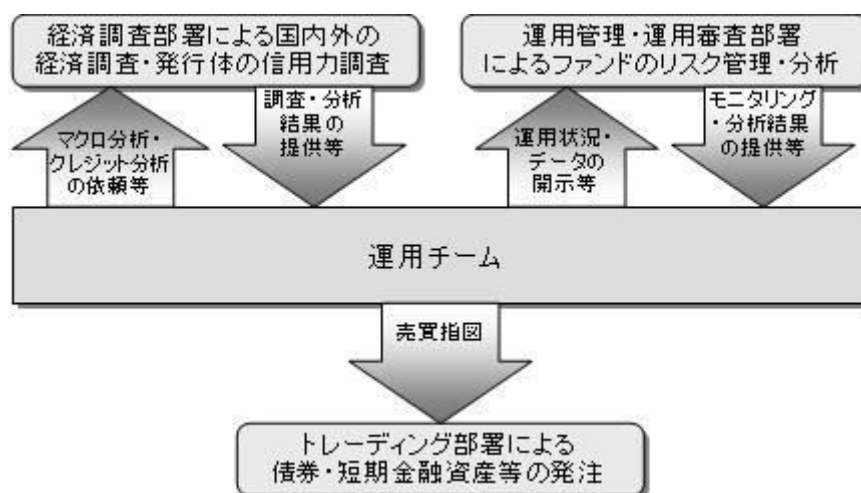 経済調査部署による国内外の
経済調査・発行体の信用力調査
運用管理・運用審査部署
によるファンドのリスク管理・分析
マクロ分析・
クレジット分析
の依頼等
調査・分析
結果の
提供等
運用状況・
データの
開示等
モニタリング
・分析結果
の提供等
運用チーム
売買指図
トレーディング部署による
債券・短期金融資産等の発注